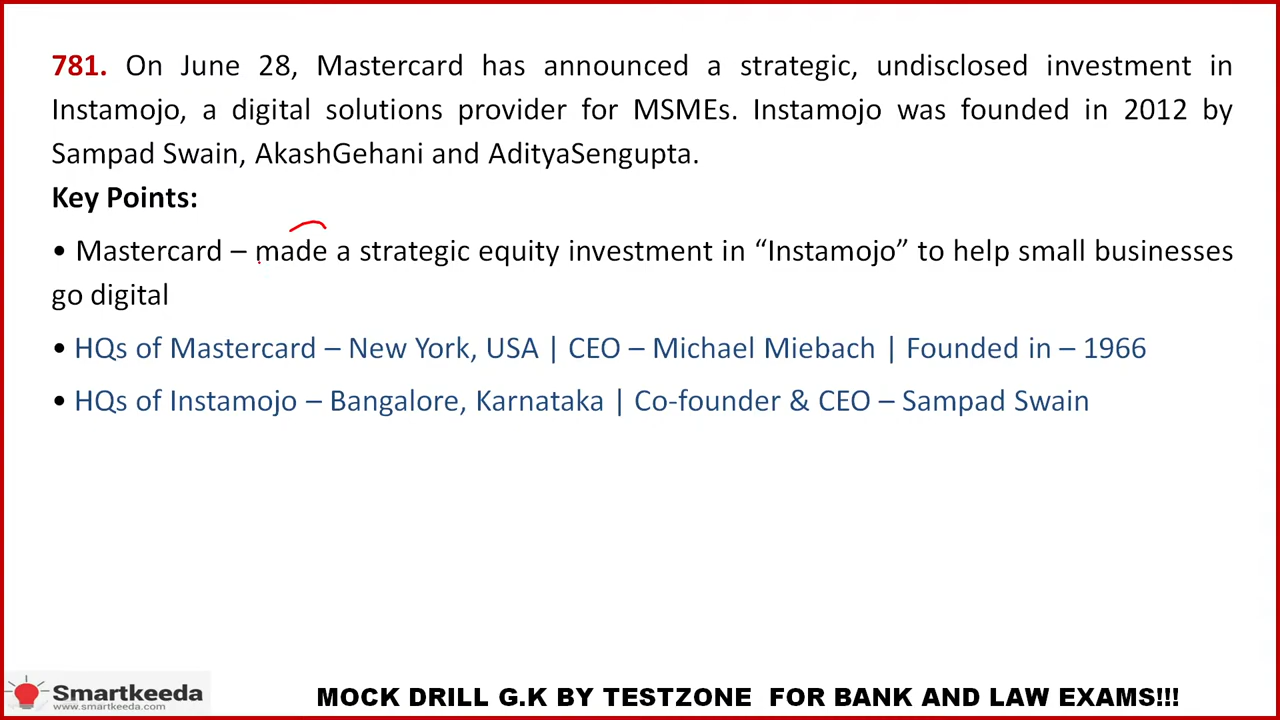 781. On June 28, Mastercard has announced a strategic, undisclosed investment in
Instamojo, a digital solutions provider for MSMEs. Instamojo was founded in 2012 by
Sampad Swain, AkashGehani and AdityaSengupta.
Key Points:
• Mastercard – made a strategic equity investment in “Instamojo” to help small businesses
go digital
• HQs of Mastercard – New York, USA | CEO – Michael Miebach | Founded in – 1966
• HQs of Instamojo – Bangalore, Karnataka | Co-founder & CEO – Sampad Swain
Smartkeeda
www.smartkeeda.com
MOCK DRILL G.K BY TESTZONE FOR BANK AND LAW EXAMS!!!